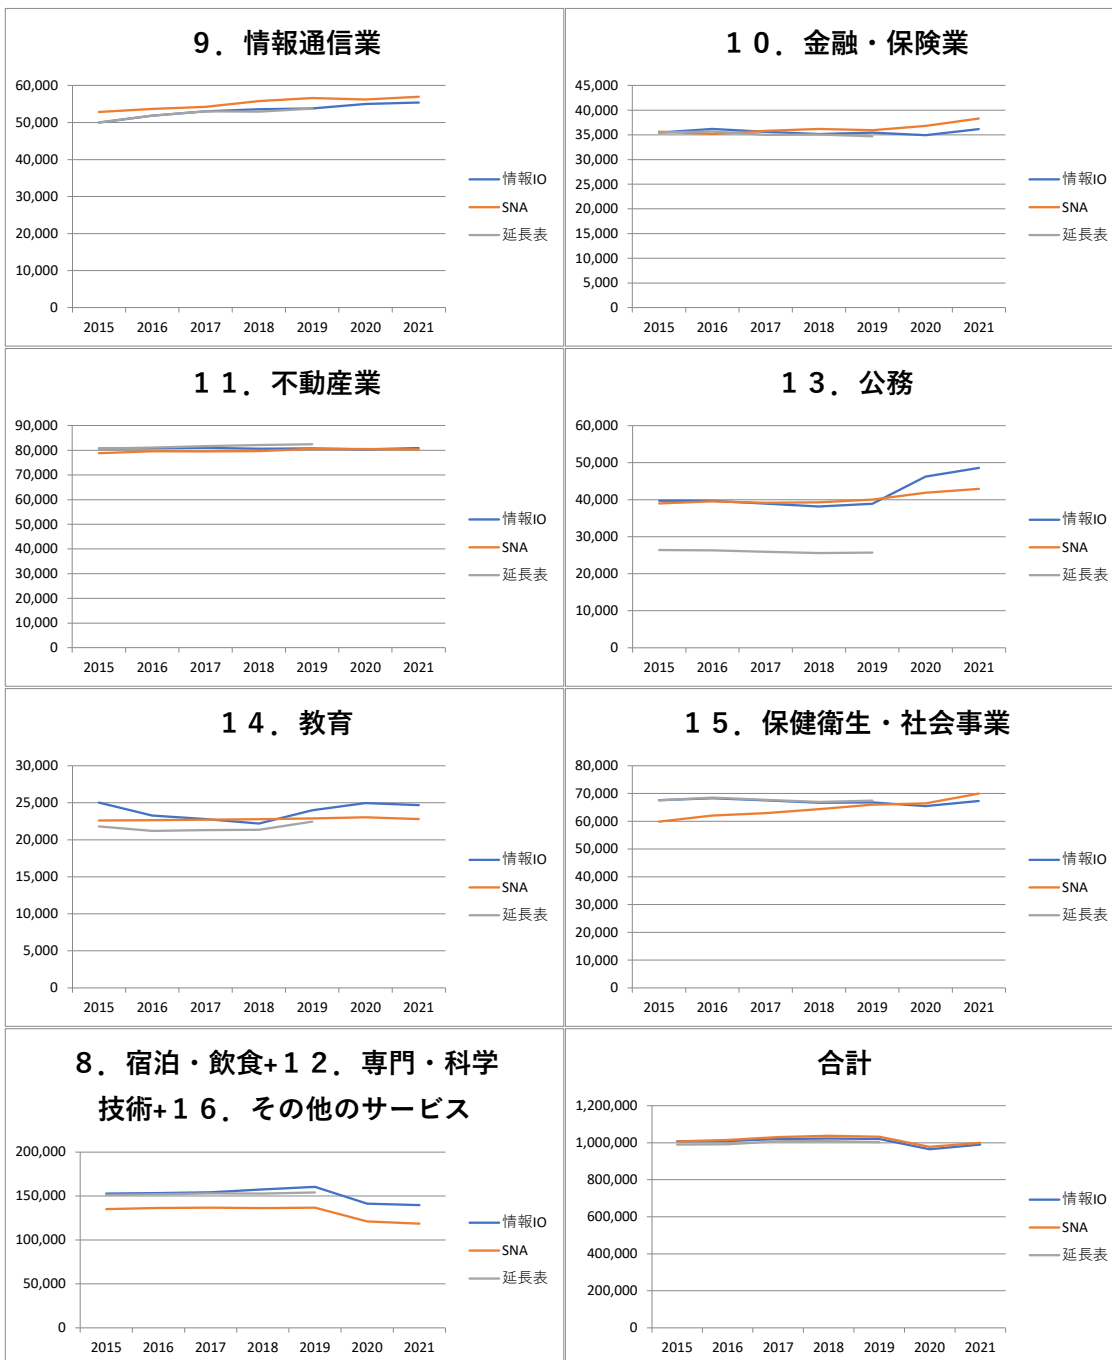 ９．情報通信業
60,000
50,000
40,000
30,000
20,000
10,000
0
2015 2016 2017 2018 2019 2020 2021
情報IO
SNA
延長表
１０．金融・保険業
45,000
40,000
35,000
30,000
25,000
20,000
15,000
10,000
5,000
0
2015 2016 2017 2018 2019 2020 2021
情報IO
SNA
延長表
１１．不動産業
90,000
80,000
70,000
60,000
50,000
40,000
30,000
20,000
10,000
0
2015 2016 2017 2018 2019 2020 2021
情報IO
SNA
延長表
１３．公務
60,000
50,000
40,000
30,000
20,000
10,000
0
2015 2016 2017 2018 2019 2020 2021
情報IO
SNA
延長表
１４．教育
30,000
25,000
20,000
15,000
10,000
5,000
0
2015 2016 2017 2018 2019 2020 2021
情報IO
SNA
延長表
１５．保健衛生・社会事業
80,000
70,000
60,000
50,000
40,000
30,000
20,000
10,000
0
2015 2016 2017 2018 2019 2020 2021
情報IO
SNA
延長表
８．宿泊・飲食+１２．専門・科学
技術+１６．その他のサービス
200,000
150,000
100,000
50,000
0
2015 2016 2017 2018 2019 2020 2021
情報IO
SNA
延長表
合計
1,200,000
1,000,000
800,000
600,000
400,000
200,000
0
2015 2016 2017 2018 2019 2020 2021
情報IO
SNA
延長表